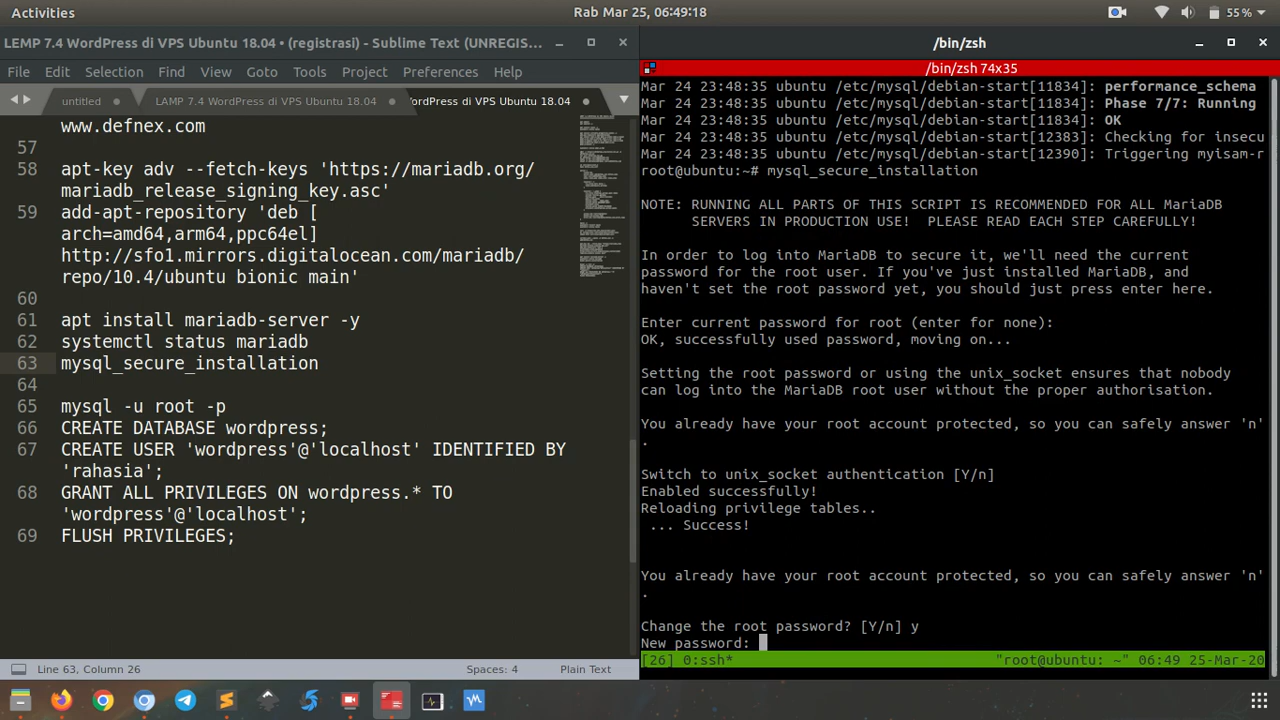 Activities
Rab Mar 25, 06:49:18
55%
LEMP 7.4 WordPress di VPS Ubuntu 18.04 • (registrasi) - Sublime Text (UNREGIS...
File Edit Selection Find View Goto Tools Project Preferences Help
untitled
LAMP 7.4 WordPress di VPS Ubuntu 18.04
ordPress di VPS Ubuntu 18.04
www.defnex.com
57
58 apt-key adv --fetch-keys 'https://mariadb.org/
mariadb_release_signing_key.asc'
59 add-apt-repository 'deb [
arch=amd64,arm64,ppc64el]
http://sfo1.mirrors.digitalocean.com/mariadb/
repo/10.4/ubuntu bionic main'
60
61 apt install mariadb-server -y
62 systemctl status mariadb
63 mysql_secure_installation
64
65 mysql -u root -p
66 CREATE DATABASE wordpress;
67 CREATE USER 'wordpress'@'localhost' IDENTIFIED BY
'rahasia';
68 GRANT ALL PRIVILEGES ON wordpress.* TO
'wordpress'@'localhost';
69 FLUSH PRIVILEGES;
Line 63, Column 26
Spaces: 4
Plain Text
/bin/zsh
/bin/zsh 74x35
Mar 24 23:48:35 ubuntu /etc/mysql/debian-start[11834]: performance_schema
Mar 24 23:48:35 ubuntu /etc/mysql/debian-start[11834]: Phase 7/7: Running
Mar 24 23:48:35 ubuntu /etc/mysql/debian-start[11834]: OK
Mar 24 23:48:35 ubuntu /etc/mysql/debian-start[12383]: Checking for insecu
Mar 24 23:48:35 ubuntu /etc/mysql/debian-start[12390]: Triggering myisam-r
root@ubuntu:~# mysql_secure_installation
NOTE: RUNNING ALL PARTS OF THIS SCRIPT IS RECOMMENDED FOR ALL MariaDB
SERVERS IN PRODUCTION USE!  PLEASE READ EACH STEP CAREFULLY!
In order to log into MariaDB to secure it, we'll need the current
password for the root user. If you've just installed MariaDB, and
haven't set the root password yet, you should just press enter here.
Enter current password for root (enter for none):
OK, successfully used password, moving on...
Setting the root password or using the unix_socket ensures that nobody
can log into the MariaDB root user without the proper authorisation.
You already have your root account protected, so you can safely answer 'n'
.
Switch to unix_socket authentication [Y/n]
Enabled successfully!
Reloading privilege tables..
... Success!
You already have your root account protected, so you can safely answer 'n'
.
Change the root password? [Y/n] y
New password:
[26] 0:ssh*
"root@ubuntu: ~" 06:49 25-Mar-20